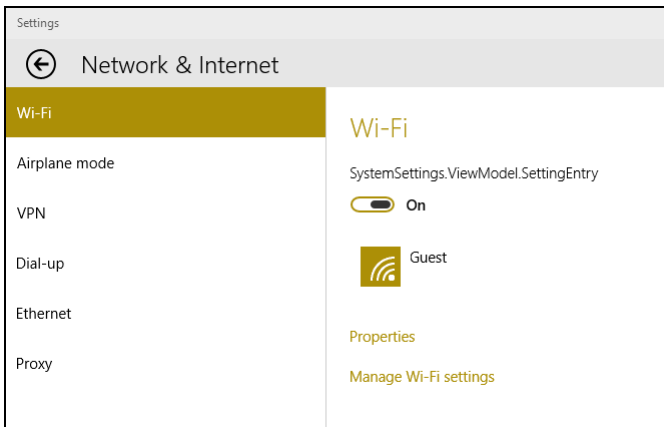 Settings
Network & Internet
Wi-Fi
Airplane mode
VPN
Dial-up
Ethernet
Proxy
Wi-Fi
SystemSettings.ViewModel.SettingEntry
On
Guest
Properties
Manage Wi-Fi settings